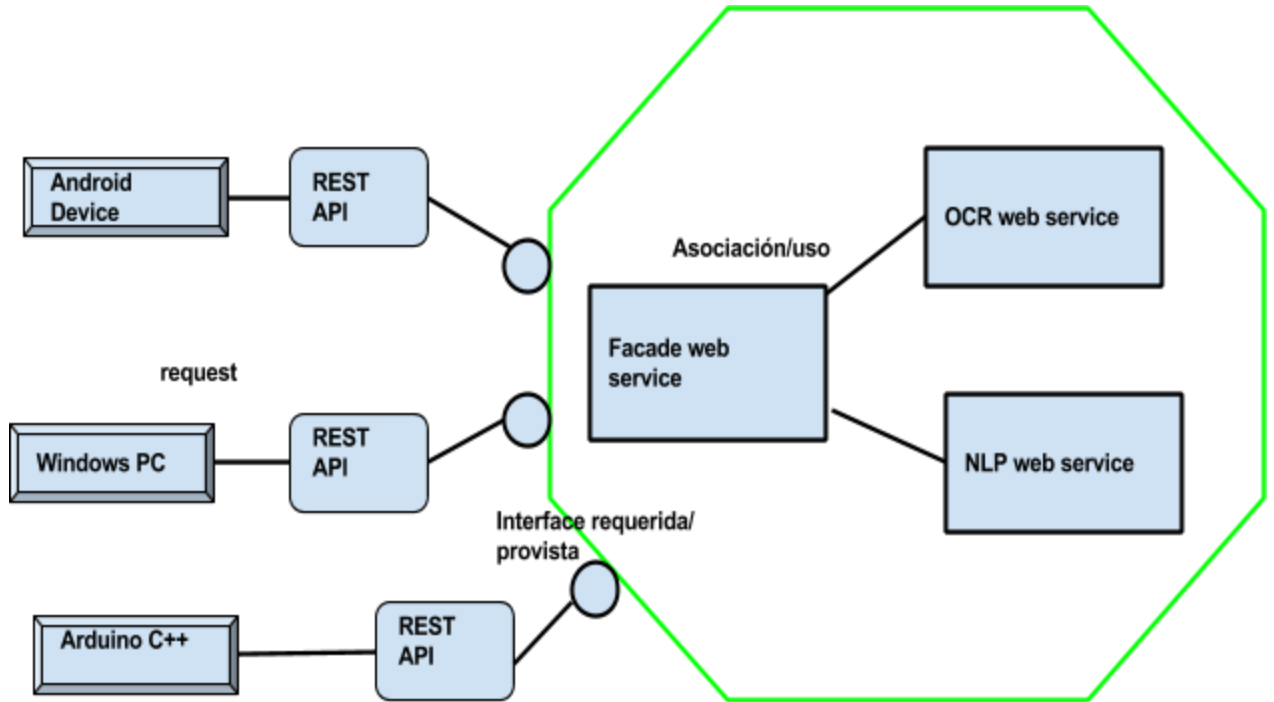 Android
Device
REST
API
OCR web service
Asociación/uso
Facade web
service
request
REST
API
Windows PC
NLP web service
Interface requerida/
provista
Arduino C++
REST
API